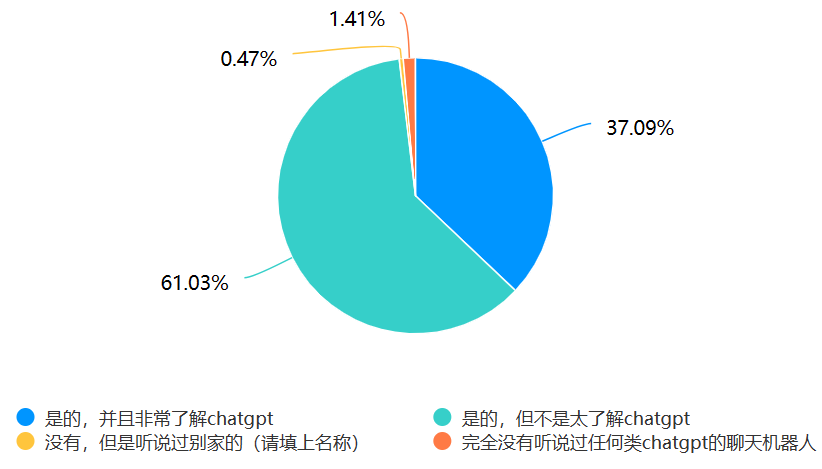 1.41%
0.47%
37.09%
61.03%
是的，并且非常了解chatgpt
是的，但不是太了解chatgpt
没有，但是听说过别家的（请填上名称）
完全没有听说过任何类chatgpt的聊天机器人